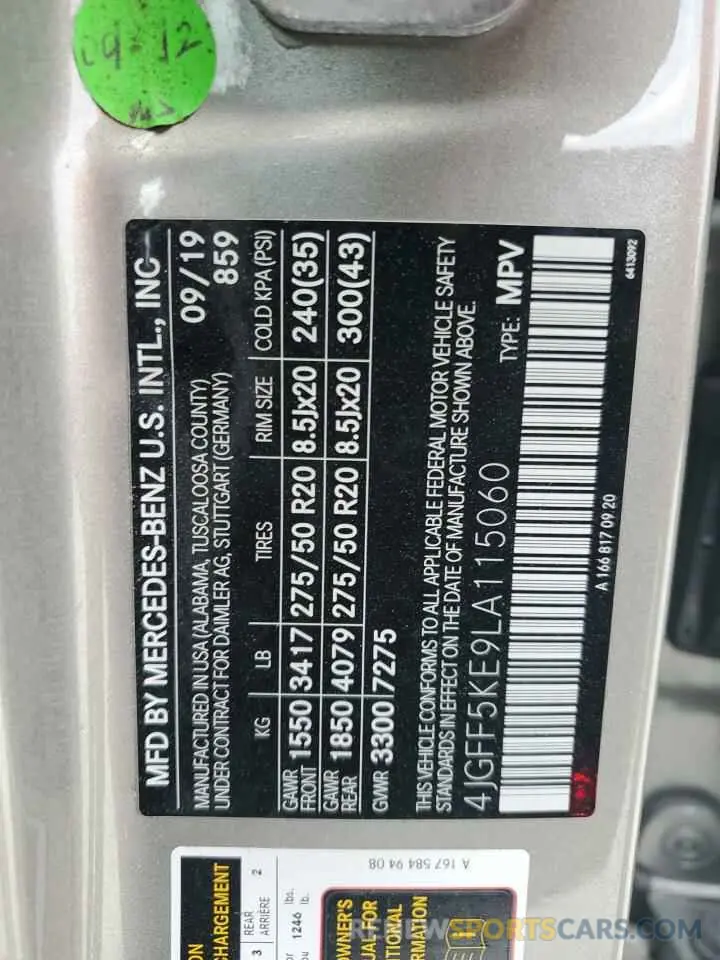 09-12
MFD BY MERCEDES-BENZ U.S. INTL., INC
MANUFACTURED IN USA (ALABAMA, TUSCALOOSA COUNTY) 09/19
UNDER CONTRACT FOR DAIMLER AG, STUTTGART (GERMANY) 859
KG LB TIRES RIM SIZE COLD KPA (PSI)
GAWR FRONT 1550 3417 275/50 R20 8.5Jx20 240(35)
GAWR REAR 1850 4079 275/50 R20 8.5Jx20 300(43)
GVWR 3300 7275
THIS VEHICLE CONFORMS TO ALL APPLICABLE FEDERAL MOTOR VEHICLE SAFETY
STANDARDS IN EFFECT ON THE DATE OF MANUFACTURE SHOWN ABOVE.
4JGFF5KE9LA115060 TYPE: MPV
A 166 817 09 20
6413092
A 167 584 94 08
CHARGEMENT
3 REAR 2
ARRIÈRE
1246 lbs.
lb.
OWNER'S
RENEWSPORTSCARS.COM